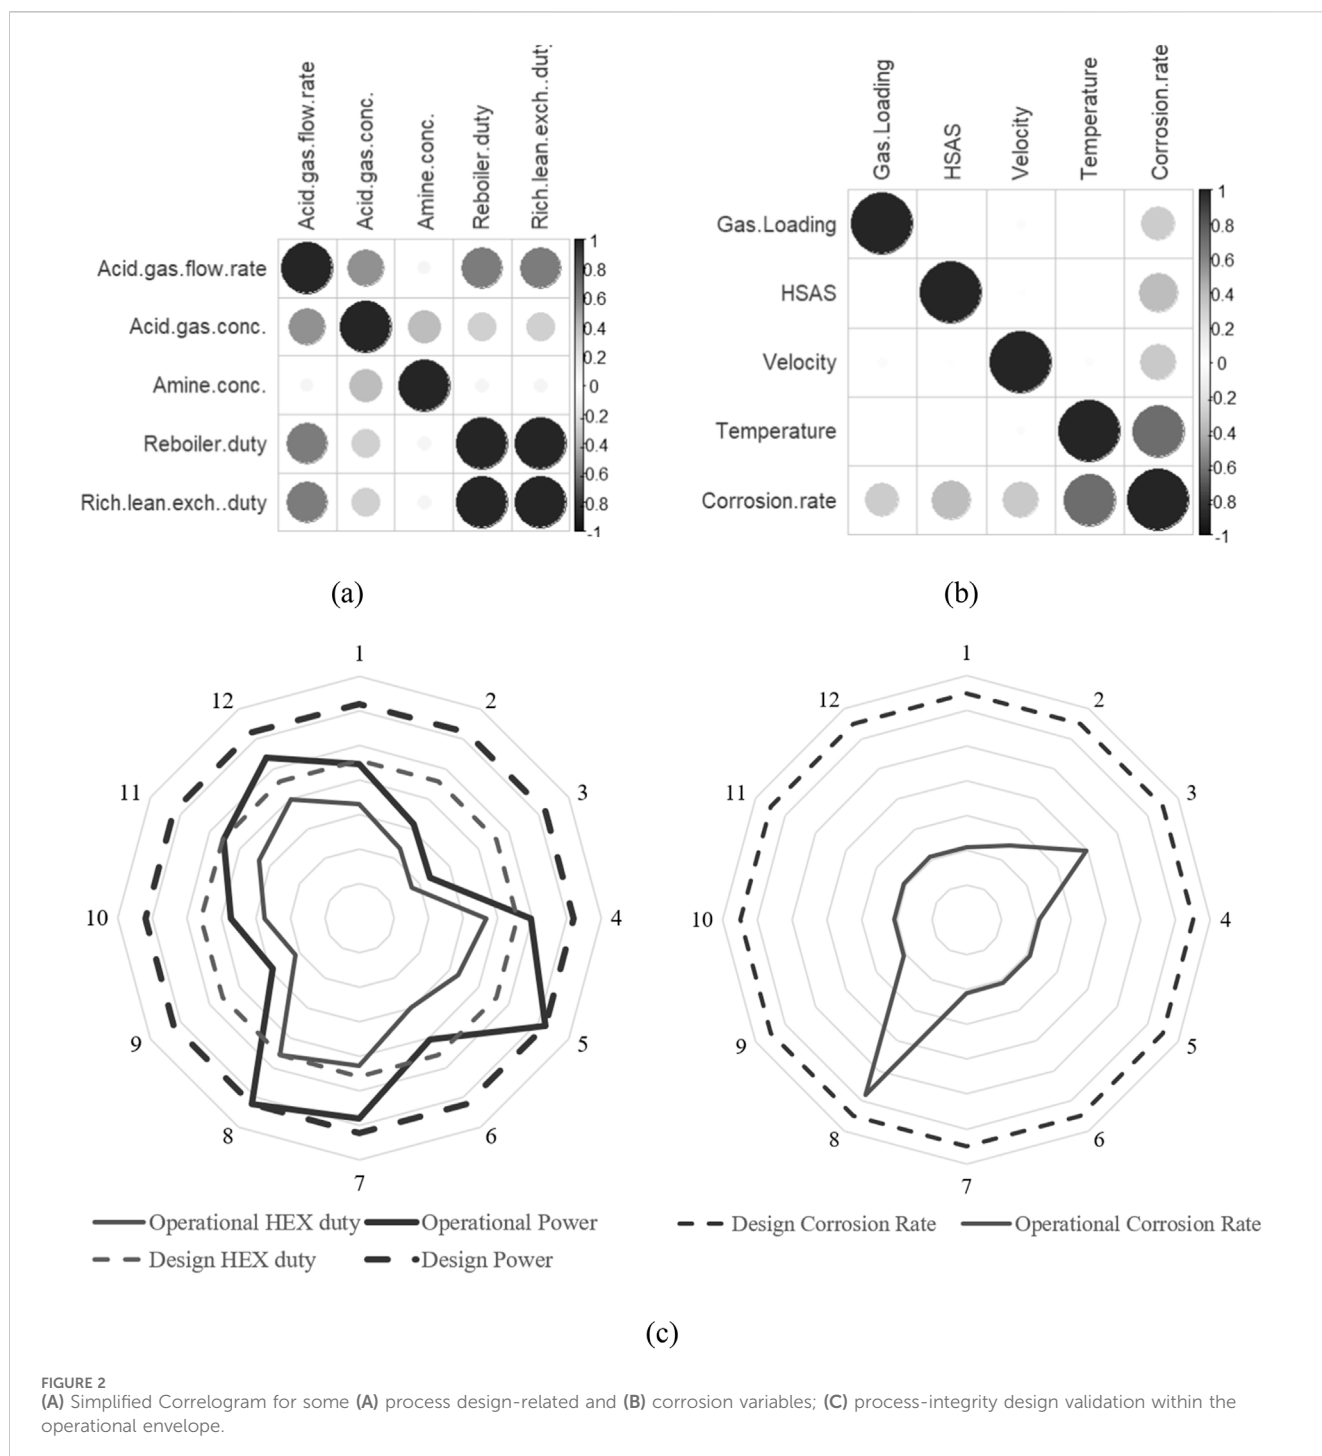 Acid.gas.flow.rate
Acid.gas.conc.
Amine.conc.
Reboiler.duty
Rich.lean.exch..duty
Acid.gas.flow.rate
Acid.gas.conc.
Amine.conc.
Reboiler.duty
Rich.lean.exch..duty
1
0.8
0.6
0.4
0.2
0
-0.2
-0.4
-0.6
-0.8
-1
(a)
Gas.Loading
HSAS
Velocity
Temperature
Corrosion.rate
Gas.Loading
HSAS
Velocity
Temperature
Corrosion.rate
1
0.8
0.6
0.4
0.2
0
-0.2
-0.4
-0.6
-0.8
-1
(b)
1
2
3
4
5
6
7
8
9
10
11
12
Operational HEX duty
Operational Power
Design HEX duty
Design Power
1
2
3
4
5
6
7
8
9
10
11
12
Design Corrosion Rate
Operational Corrosion Rate
(c)
FIGURE 2
(A) Simplified Correlogram for some (A) process design-related and (B) corrosion variables; (C) process-integrity design validation within the
operational envelope.